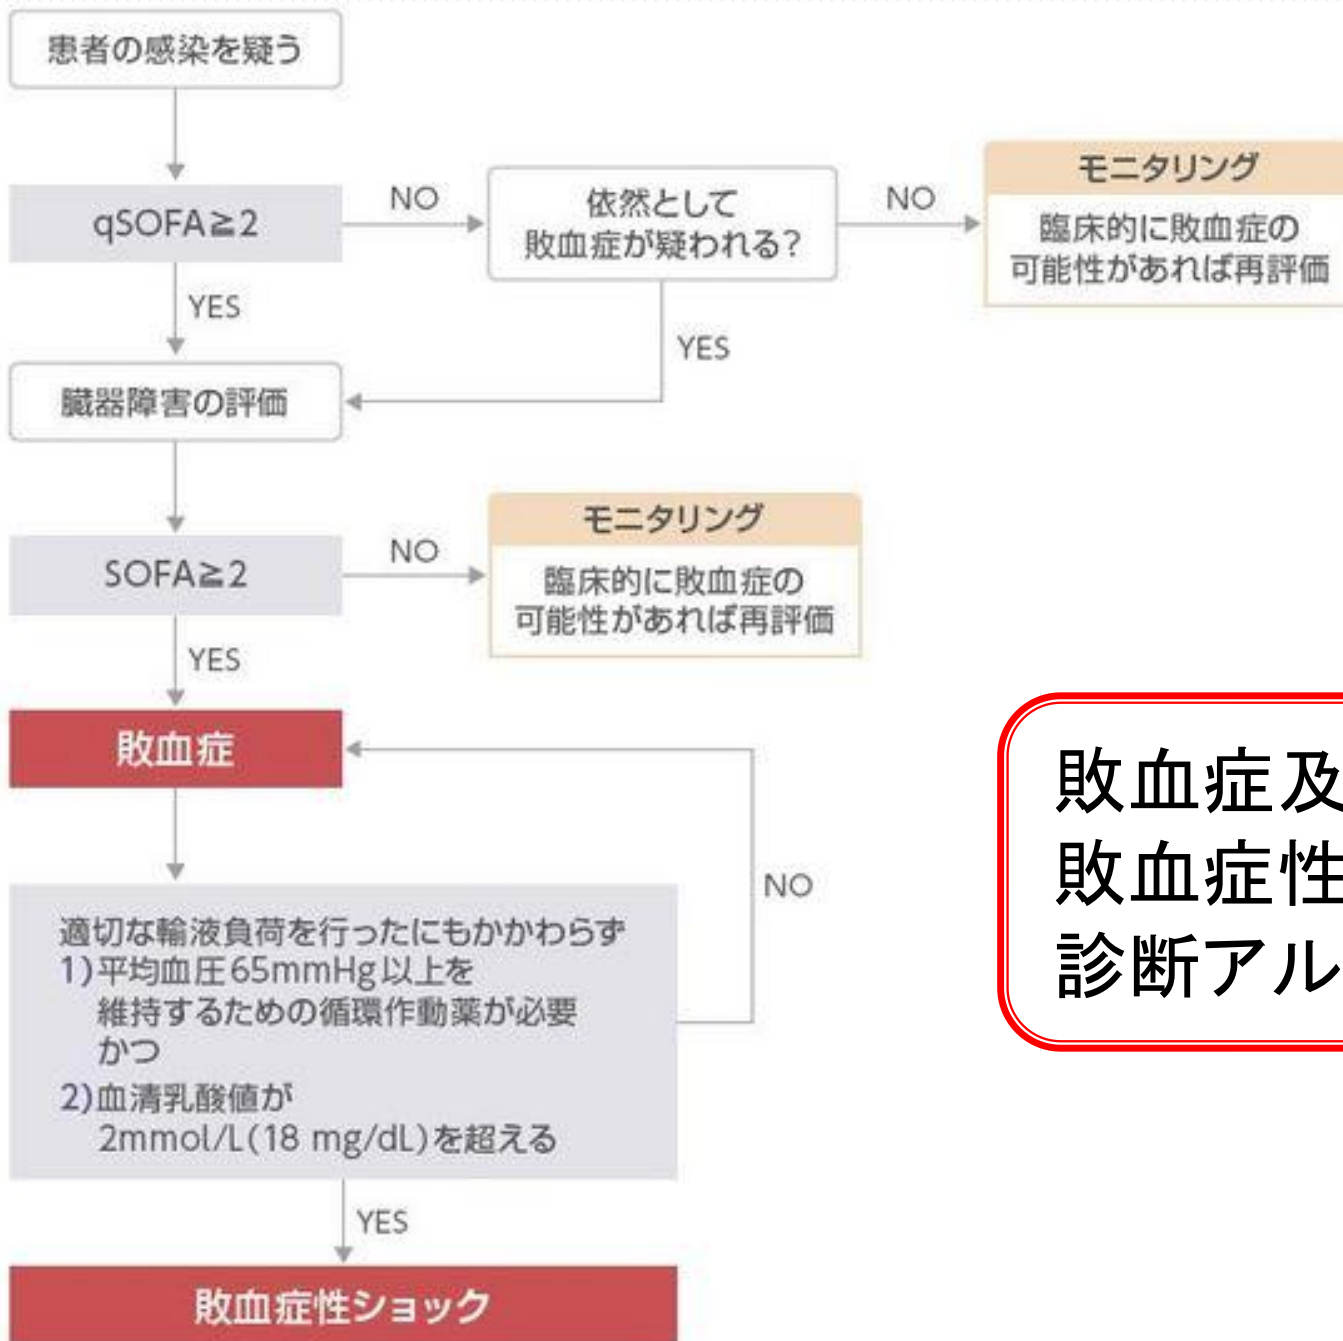 患者の感染を疑う
qSOFA≧2
NO
依然として
敗血症が疑われる?
NO
モニタリング
臨床的に敗血症の
可能性があれば再評価
YES
YES
臓器障害の評価
SOFA≧2
NO
モニタリング
臨床的に敗血症の
可能性があれば再評価
YES
敗血症
NO
適切な輸液負荷を行ったにもかかわらず
1)平均血圧65mmHg以上を
維持するための循環作動薬が必要
かつ
2)血清乳酸値が
2mmol/L(18 mg/dL)を超える
YES
敗血症性ショック
敗血症及
敗血症性
診断アル